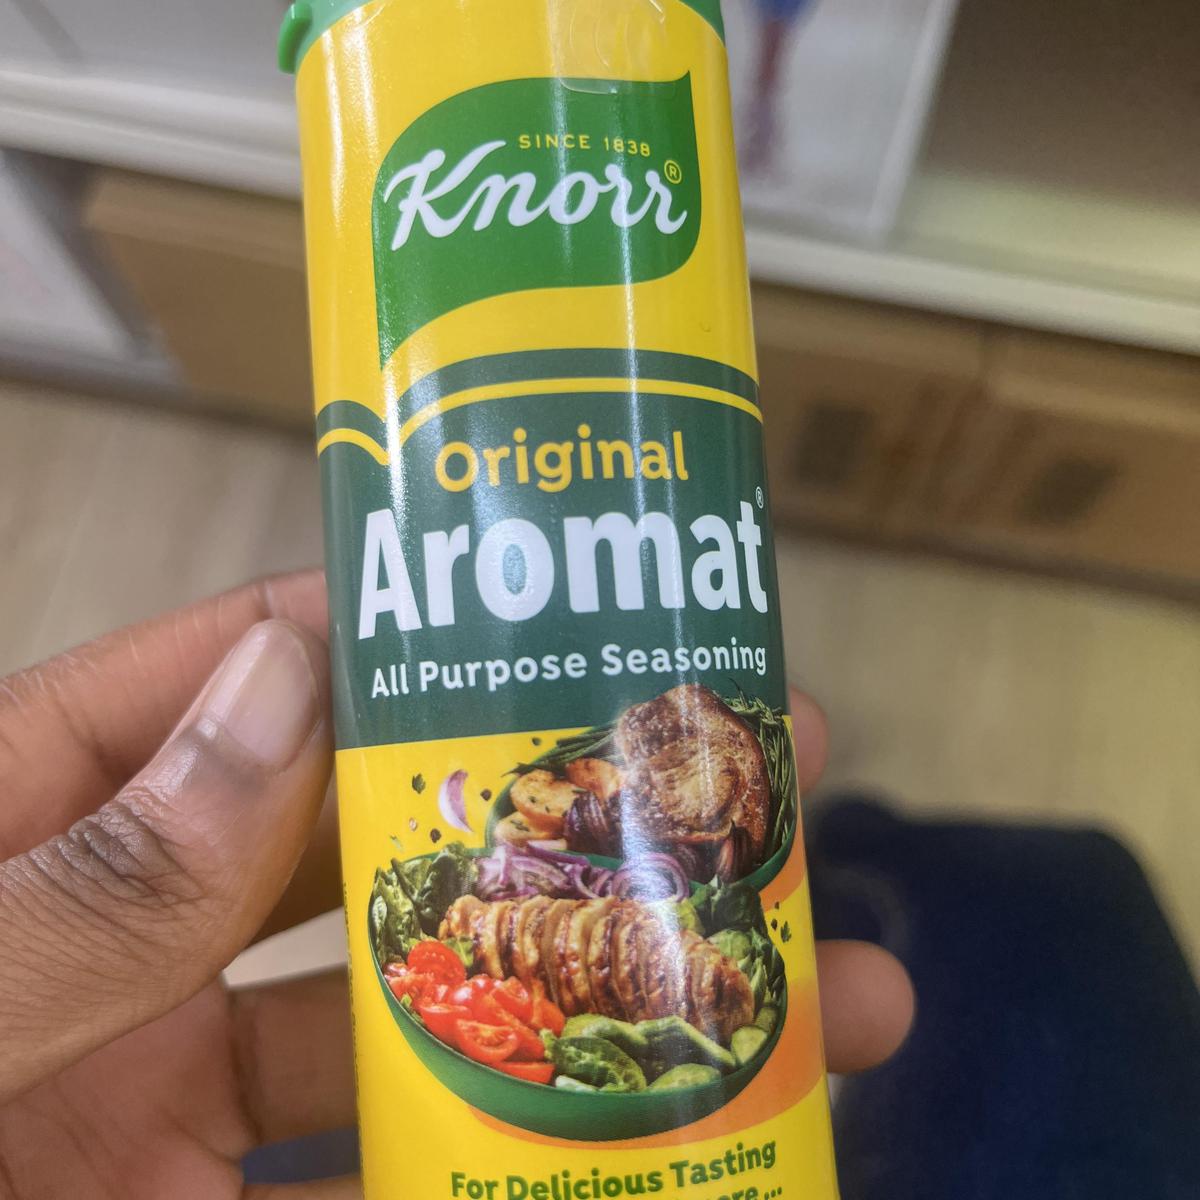 SINCE 1838
Knorr®
Original
Aromat®
All Purpose Seasoning
For Delicious Tasting